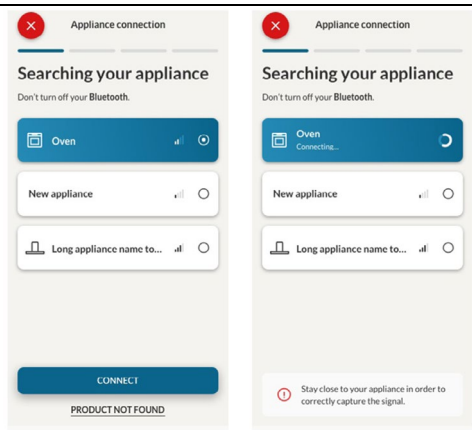 Appliance connection
Searching your appliance
Don't turn off your Bluetooth.
Oven
New appliance
Long appliance name to...
CONNECT
PRODUCT NOT FOUND
Appliance connection
Searching your appliance
Don't turn off your Bluetooth.
Oven
Connecting...
New appliance
Long appliance name to...
Stay close to your appliance in order to
correctly capture the signal.